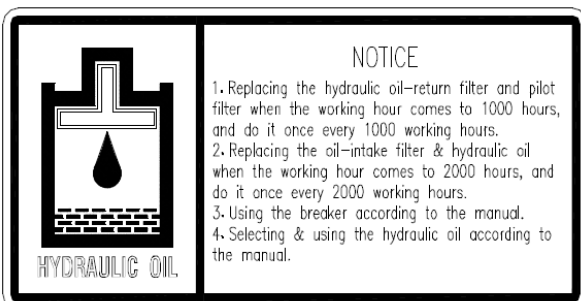 NOTICE
1. Replacing the hydraulic oil-return filter and pilot
filter when the working hour comes to 1000 hours,
and do it once every 1000 working hours.
2. Replacing the oil-intake filter & hydraulic oil
when the working hour comes to 2000 hours, and
do it once every 2000 working hours.
3. Using the breaker according to the manual.
4. Selecting & using the hydraulic oil according to
the manual.
HYDRAULIC OIL